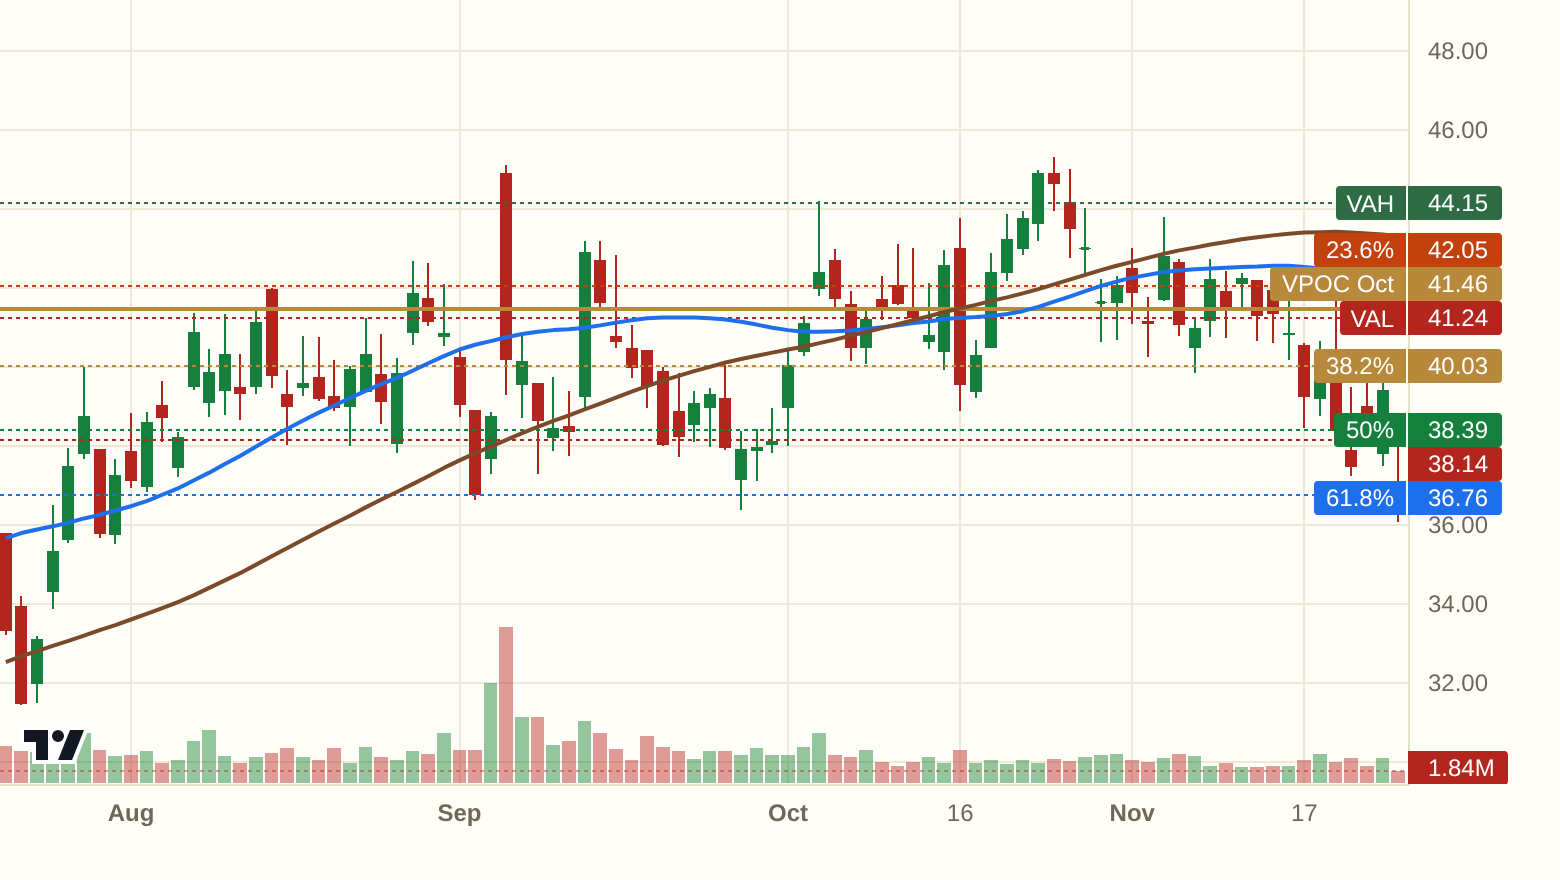 48.00
46.00
VAH 44.15
23.6% 42.05
VPOC Oct 41.46
VAL 41.24
38.2% 40.03
50% 38.39
38.14
61.8% 36.76
36.00
34.00
32.00
1.84M
Aug Sep Oct 16 Nov 17